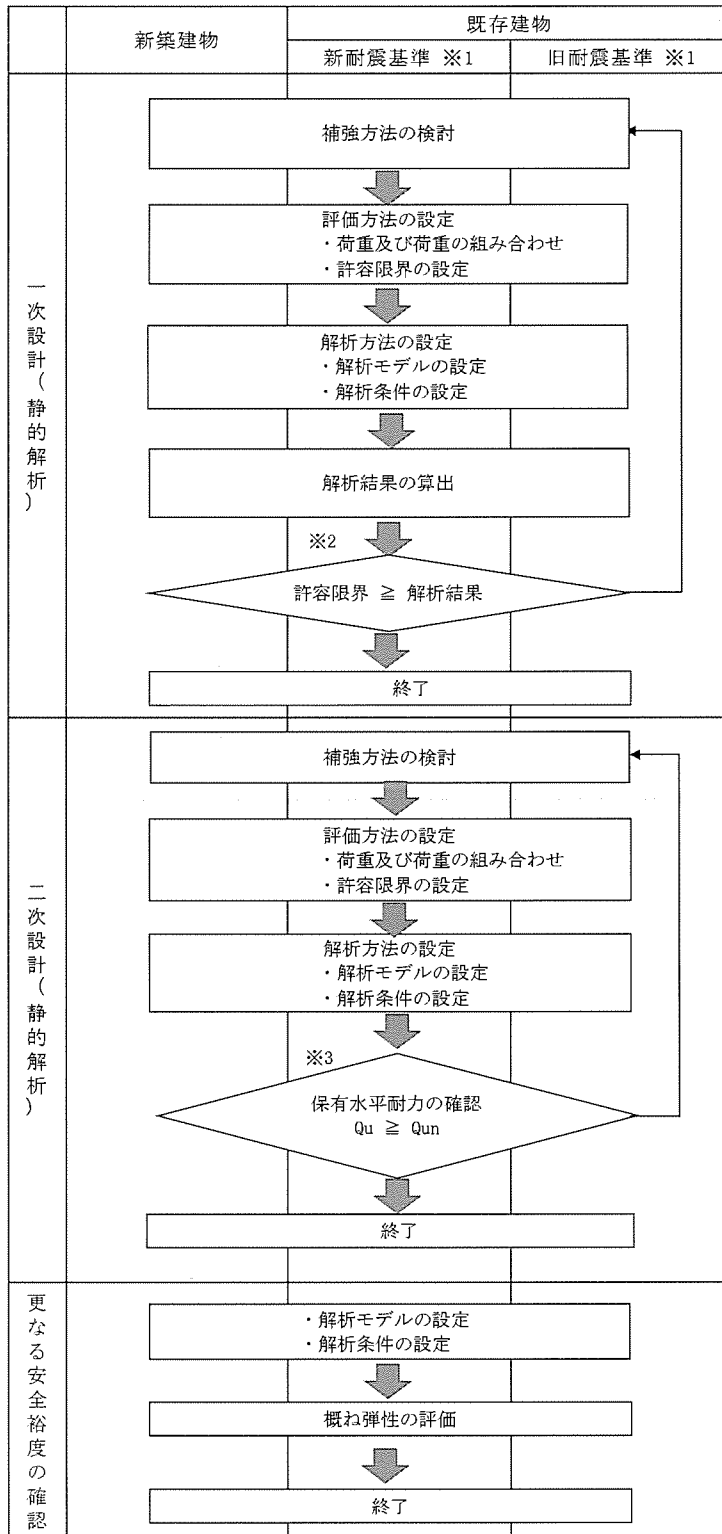 新築建物
既存建物
新耐震基準 ※1
旧耐震基準 ※1
一次設計(静的解析)
補強方法の検討
評価方法の設定
・荷重及び荷重の組み合わせ
・許容限界の設定
解析方法の設定
・解析モデルの設定
・解析条件の設定
解析結果の算出
※2
許容限界 ≧ 解析結果
終了
二次設計(静的解析)
補強方法の検討
評価方法の設定
・荷重及び荷重の組み合わせ
・許容限界の設定
解析方法の設定
・解析モデルの設定
・解析条件の設定
※3
保有水平耐力の確認
Qu ≧ Qun
終了
更なる安全裕度の確認
・解析モデルの設定
・解析条件の設定
概ね弾性の評価
終了